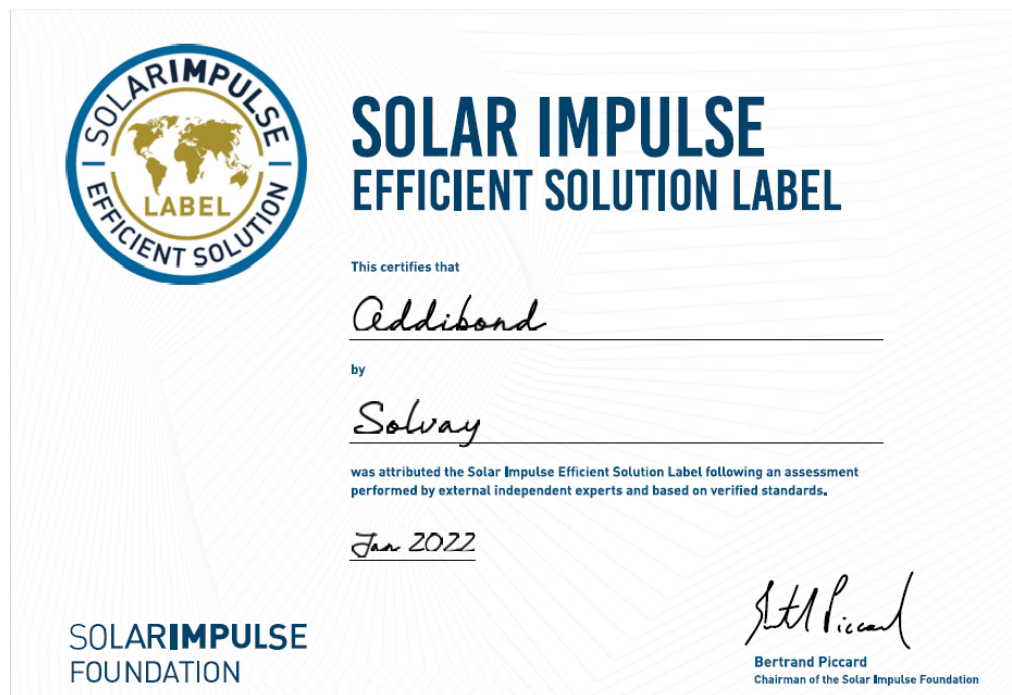 SOLARIMPULSE
LABEL
EFFICIENT SOLUTION
SOLAR IMPULSE
EFFICIENT SOLUTION LABEL
This certifies that
Addibond
by
Solvay
was attributed the Solar Impulse Efficient Solution Label following an assessment
performed by external independent experts and based on verified standards.
Jan 2022
SOLARIMPULSE
FOUNDATION
Bertrand Piccard
Chairman of the Solar Impulse Foundation